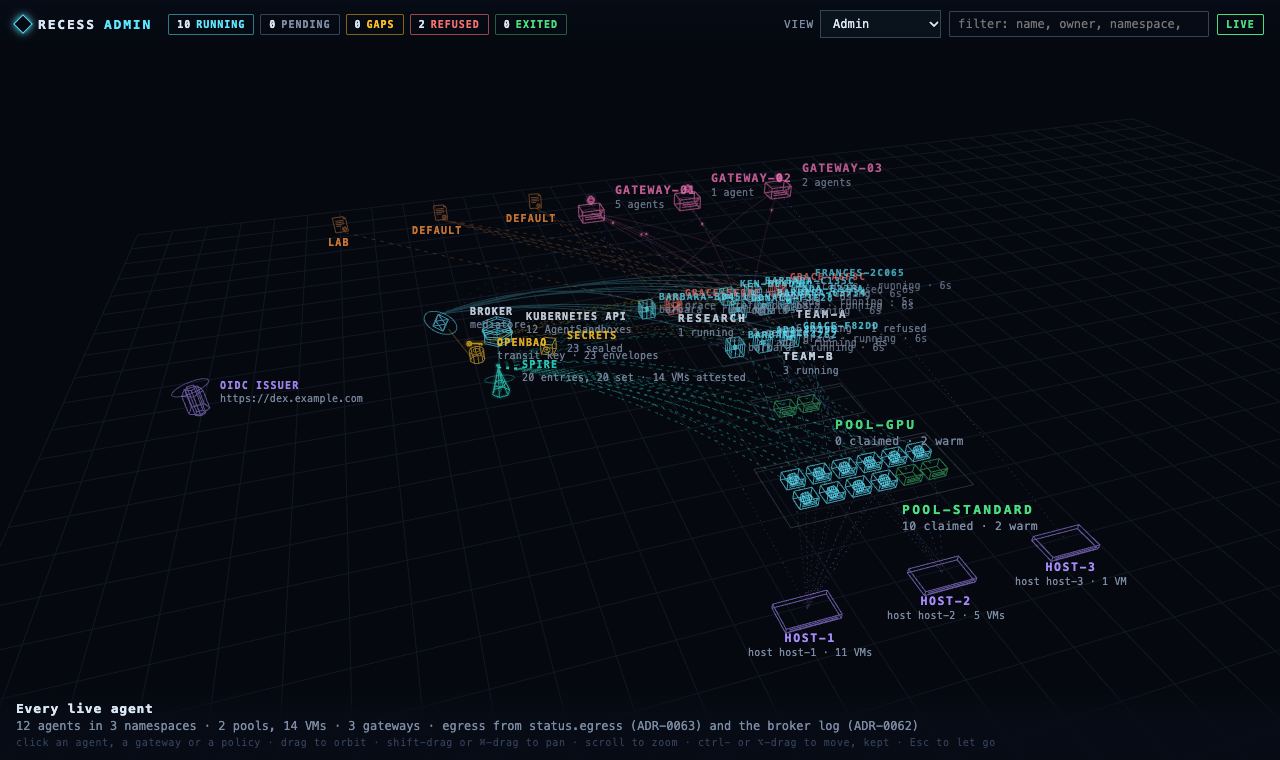 RECESS ADMIN
10 RUNNING
0 PENDING
0 GAPS
2 REFUSED
0 EXITED
VIEW
Admin
filter: name, owner, namespace,
LIVE
GATEWAY-03
2 agents
GATEWAY-02
1 agent
GATEWAY-01
5 agents
DEFAULT
DEFAULT
LAB
FRANCES-2C065
running · 6s
BROKER
KUBERNETES API
12 AgentSandboxes
RESEARCH
1 running
TEAM-A
refused
GRACE-F82DD
running · 6s
OPENBAO
transit key · 23 envelopes
SECRETS
23 sealed
TEAM-B
3 running
SPIRE
20 entries, 20 set · 14 VMs attested
OIDC ISSUER
https://dex.example.com
POOL-GPU
0 claimed · 2 warm
POOL-STANDARD
10 claimed · 2 warm
HOST-3
host host-3 · 1 VM
HOST-2
host host-2 · 5 VMs
HOST-1
host host-1 · 11 VMs
Every live agent
12 agents in 3 namespaces · 2 pools, 14 VMs · 3 gateways · egress from status.egress (ADR-0063) and the broker log (ADR-0062)
click an agent, a gateway or a policy · drag to orbit · shift-drag or ⌘-drag to pan · scroll to zoom · ctrl- or ⌥-drag to move, kept · Esc to let go